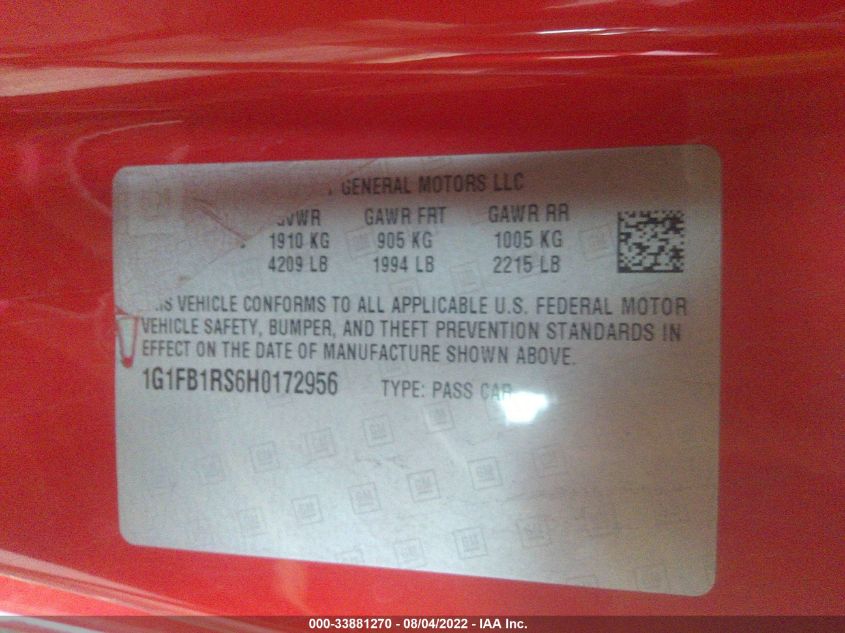 GENERAL MOTORS LLC
GVWR GAWR FRT GAWR RR
1910 KG 905 KG 1005 KG
4209 LB 1994 LB 2215 LB
VEHICLE CONFORMS TO ALL APPLICABLE U.S. FEDERAL MOTOR
VEHICLE SAFETY, BUMPER, AND THEFT PREVENTION STANDARDS IN
EFFECT ON THE DATE OF MANUFACTURE SHOWN ABOVE.
1G1FB1RS6H0172956 TYPE: PASS CAR
000-33881270 - 08/04/2022 - IAA Inc.